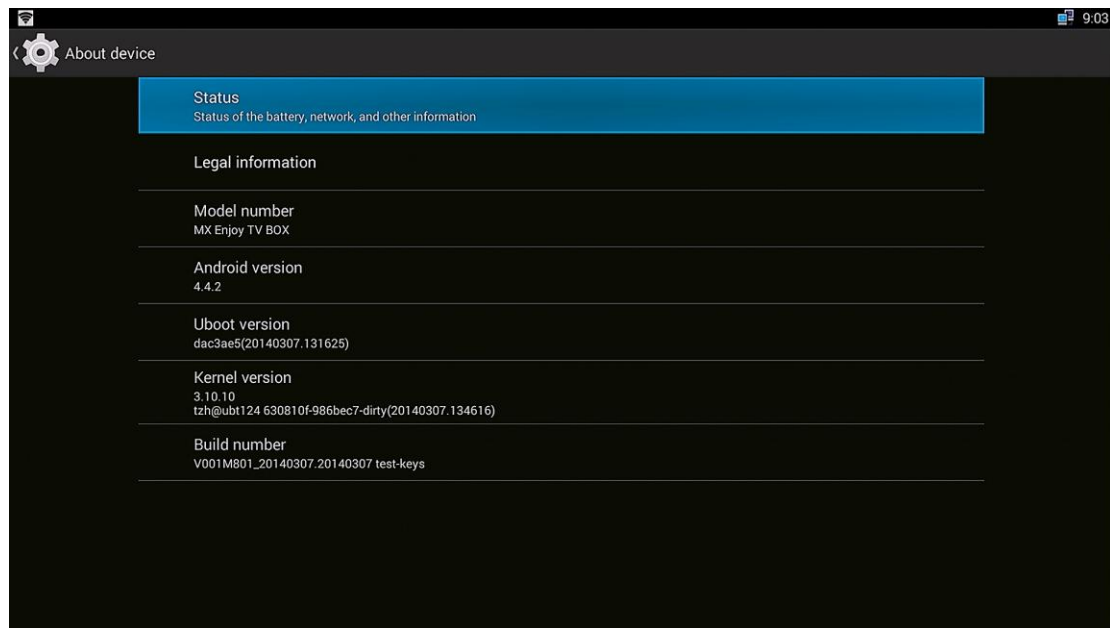 9:03
About device
Status
Status of the battery, network, and other information
Legal information
Model number
MX Enjoy TV BOX
Android version
4.4.2
Uboot version
dac3ae5(20140307.131625)
Kernel version
3.10.10
tzh@ubt124 630810f-986bec7-dirty(20140307.134616)
Build number
V001M801_20140307.20140307 test-keys